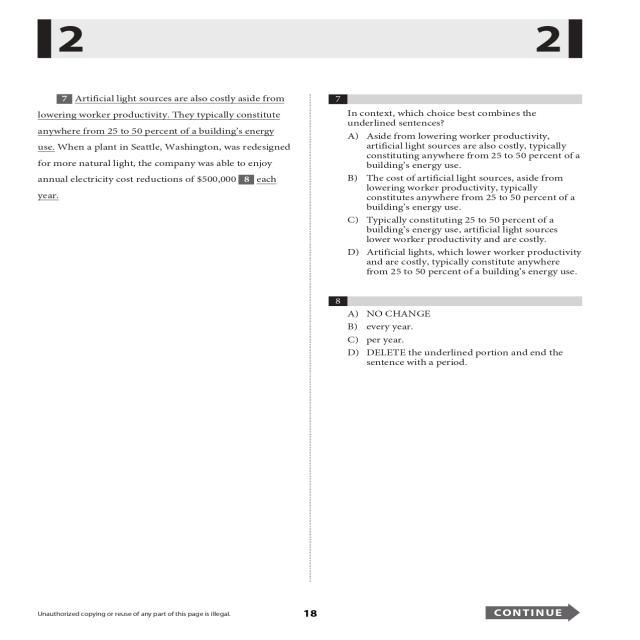 2
2
7 Artificial light sources are also costly aside from
lowering worker productivity. They typically constitute
anywhere from 25 to 50 percent of a building's energy
use. When a plant in Seattle, Washington, was redesigned
for more natural light, the company was able to enjoy
annual electricity cost reductions of $500,000 8 each
year.
7
In context, which choice best combines the
underlined sentences?
A) Aside from lowering worker productivity,
artificial light sources are also costly, typically
constituting anywhere from 25 to 50 percent of a
building's energy use.
B) The cost of artificial light sources, aside from
lowering worker productivity, typically
constitutes anywhere from 25 to 50 percent of a
building's energy use.
C) Typically constituting 25 to 50 percent of a
building's energy use, artificial light sources
lower worker productivity and are costly.
D) Artificial lights, which lower worker productivity
and are costly, typically constitute anywhere
from 25 to 50 percent of a building's energy use.
8
A) NO CHANGE
B) every year.
C) per year.
D) DELETE the underlined portion and end the
sentence with a period.
Unauthorized copying or reuse of any part of this page is illegal.
18
CONTINUE